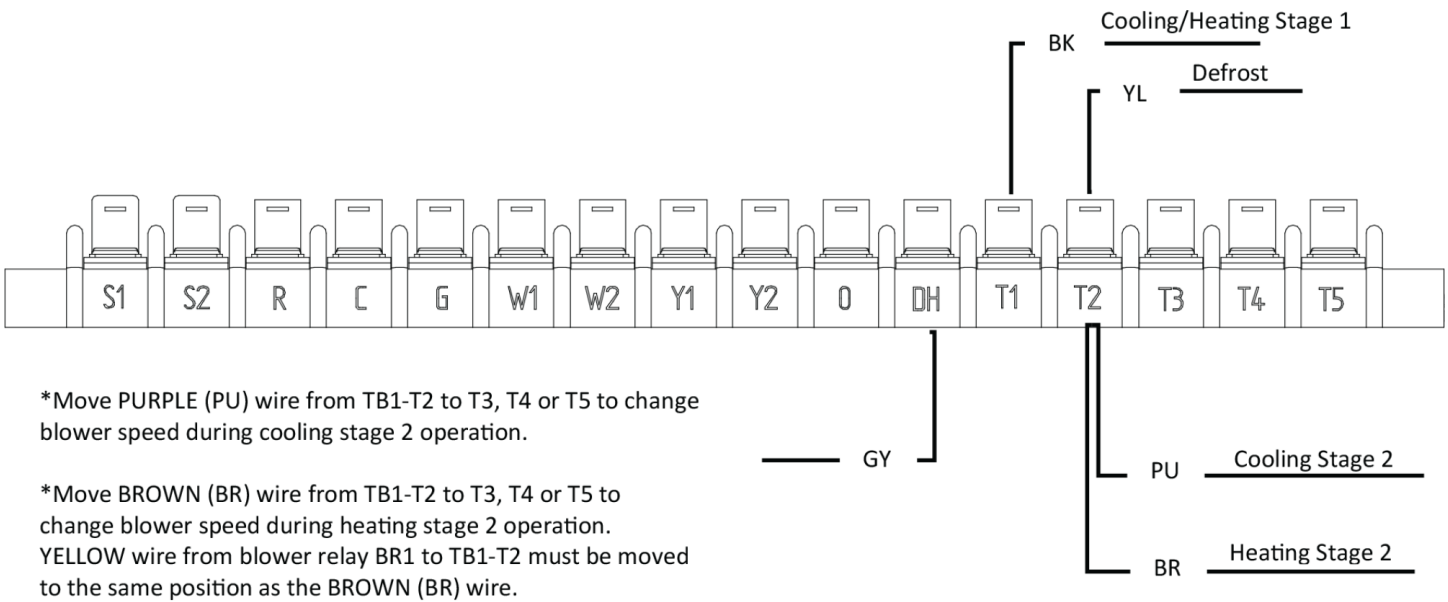 Cooling/Heating Stage 1
BK
Defrost
YL
S1 S2 R C G W1 W2 Y1 Y2 O DH T1 T2 T3 T4 T5
*Move PURPLE (PU) wire from TB1-T2 to T3, T4 or T5 to change
blower speed during cooling stage 2 operation.
GY
PU
Cooling Stage 2
*Move BROWN (BR) wire from TB1-T2 to T3, T4 or T5 to
change blower speed during heating stage 2 operation.
YELLOW wire from blower relay BR1 to TB1-T2 must be moved
to the same position as the BROWN (BR) wire.
BR
Heating Stage 2